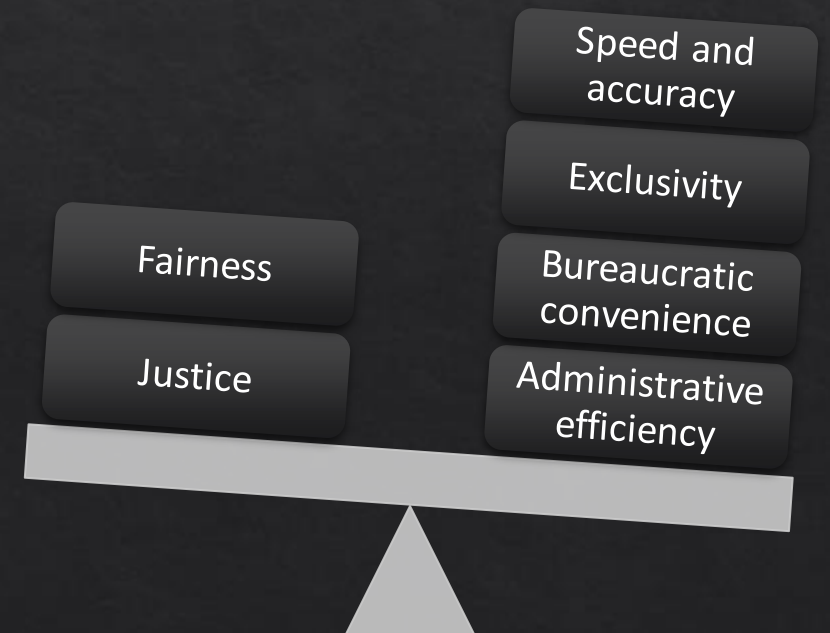 Fairness
Justice
Speed and
accuracy
Exclusivity
Bureaucratic
convenience
Administrative
efficiency